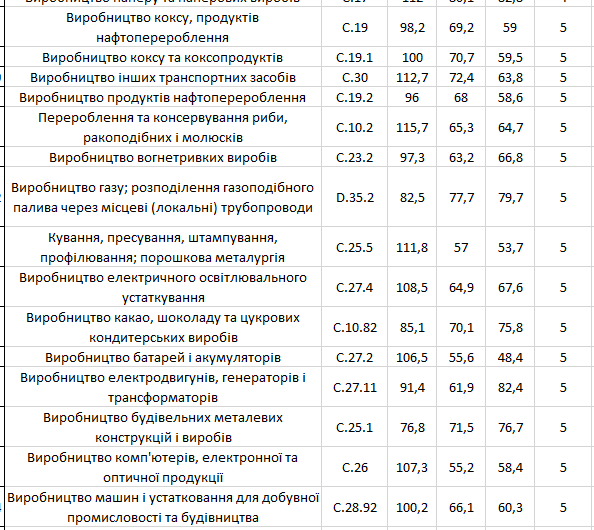 Виробництво паперу та паперових виробів C.17 112
Виробництво коксу, продуктів
нафтоперероблення C.19 98,2 69,2 59 5
Виробництво коксу та коксопродуктів C.19.1 100 70,7 59,5 5
Виробництво інших транспортних засобів C.30 112,7 72,4 63,8 5
Виробництво продуктів нафтоперероблення C.19.2 96 68 58,6 5
Перероблення та консервування риби,
ракоподібних і молюсків C.10.2 115,7 65,3 64,7 5
Виробництво вогнетривких виробів C.23.2 97,3 63,2 66,8 5
Виробництво газу; розподілення газоподібного
палива через місцеві (локальні) трубопроводи D.35.2 82,5 77,7 79,7 5
Кування, пресування, штампування,
профілювання; порошкова металургія C.25.5 111,8 57 53,7 5
Виробництво електричного освітлювального
устаткування C.27.4 108,5 64,9 67,6 5
Виробництво какао, шоколаду та цукрових
кондитерських виробів C.10.82 85,1 70,1 75,8 5
Виробництво батарей і акумуляторів C.27.2 106,5 55,6 48,4 5
Виробництво електродвигунів, генераторів і
трансформаторів C.27.11 91,4 61,9 82,4 5
Виробництво будівельних металевих
конструкцій і виробів C.25.1 76,8 71,5 76,7 5
Виробництво комп'ютерів, електронної та
оптичної продукції C.26 107,3 55,2 58,4 5
Виробництво машин і устатковання для добувної
промисловості та будівництва C.28.92 100,2 66,1 60,3 5